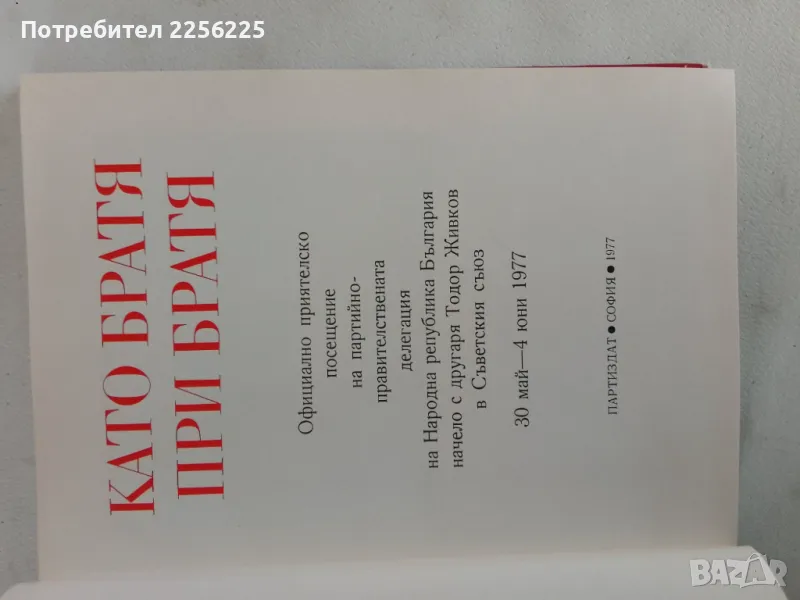 Потребител 2256225
КАТО БРАТЯ
ПРИ БРАТЯ
Официално приятелско
посещение
на партийно-
правителствената
делегация
на Народна република България
начело с другаря Тодор Живков
в Съветския съюз
30 май—4 юни 1977
ПАРТИЗДАТ ● СОФИЯ ● 1977
BAZAR